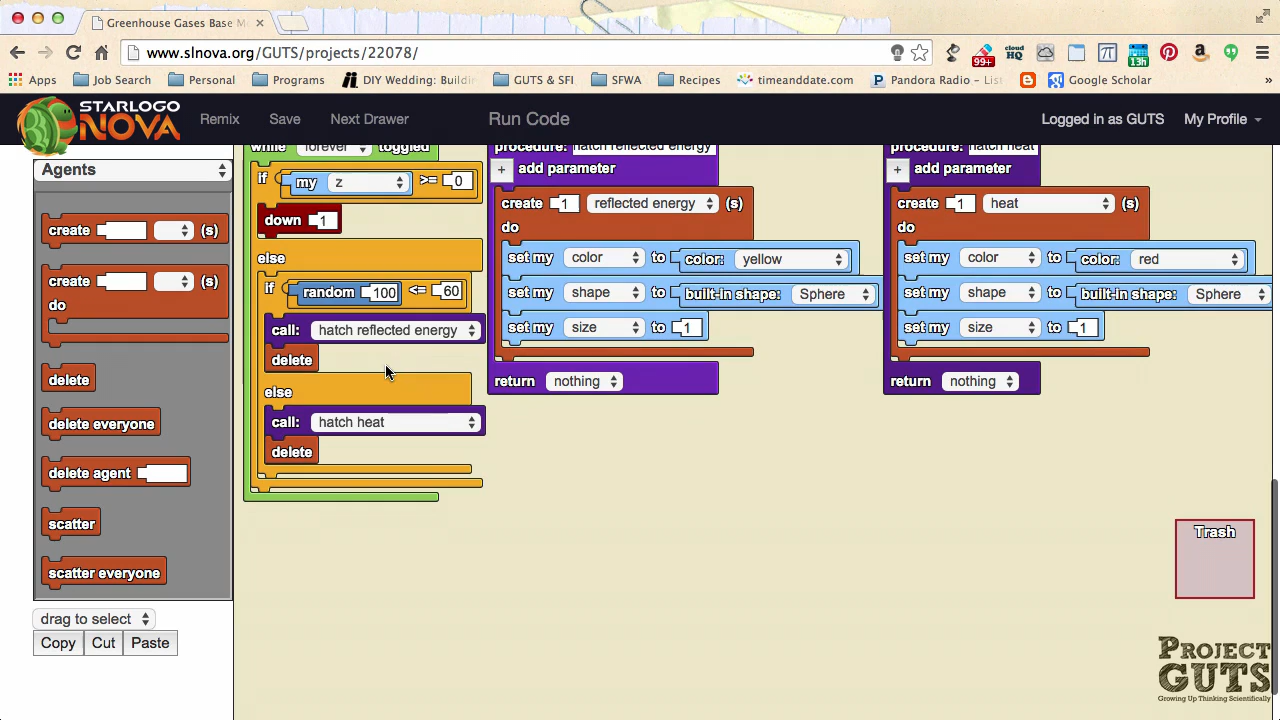 Greenhouse Gases Base M
www.slnova.org/GUTS/projects/22078/
99+
cloud HQ
13h
Apps Job Search Personal Programs DIY Wedding: Buildin GUTS & SFWA SFWA Recipes timeanddate.com Pandora Radio - List Google Scholar »
STARLOGO
NOVA
Remix Save Next Drawer Run Code Logged in as GUTS My Profile
Agents
create (s)
create (s)
do
delete
delete everyone
delete agent
scatter
scatter everyone
drag to select
Copy Cut Paste
while forever toggled
if my z >= 0
down 1
else
if random 100 <= 60
call: hatch reflected energy
delete
else
call: hatch heat
delete
procedure: hatch reflected energy
+ add parameter
create 1 reflected energy (s)
do
set my color to color: yellow
set my shape to built-in shape: Sphere
set my size to 1
return nothing
procedure: hatch heat
+ add parameter
create 1 heat (s)
do
set my color to color: red
set my shape to built-in shape: Sphere
set my size to 1
return nothing
Trash
PROJECT
GUTS
Growing Up Thinking Scientifically